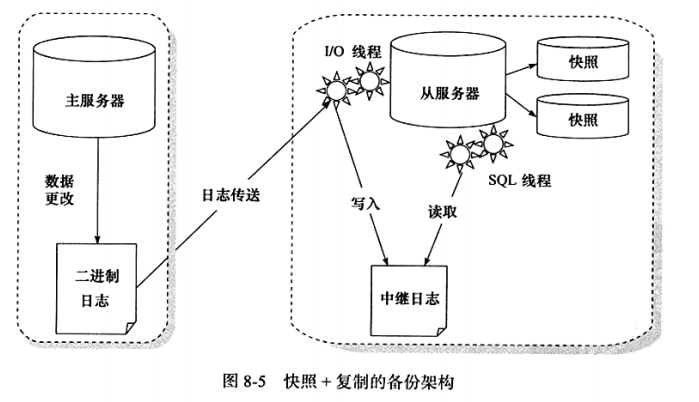 主服务器
数据
更改
二进制
日志
日志传送
I/O 线程
从服务器
快照
快照
SQL 线程
写入
读取
中继日志
图 8-5 快照 + 复制的备份架构